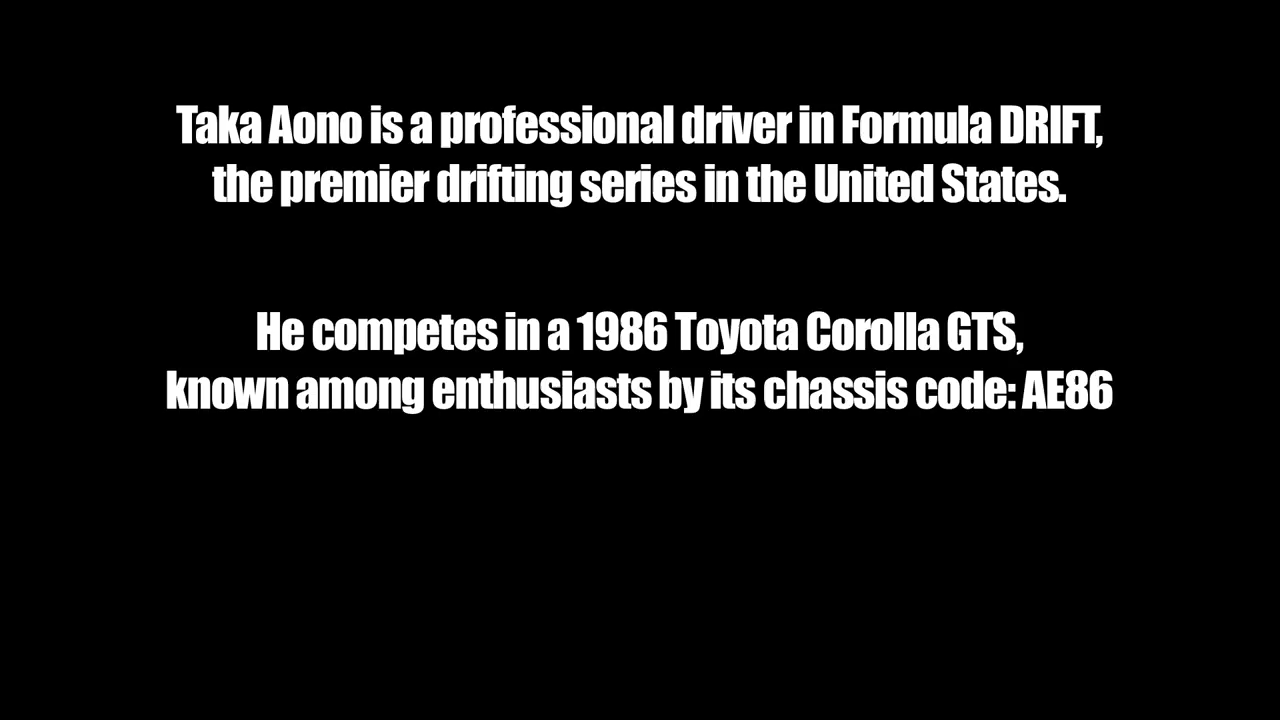 Taka Aono is a professional driver in Formula DRIFT,
the premier drifting series in the United States.
He competes in a 1986 Toyota Corolla GTS,
known among enthusiasts by its chassis code: AE86